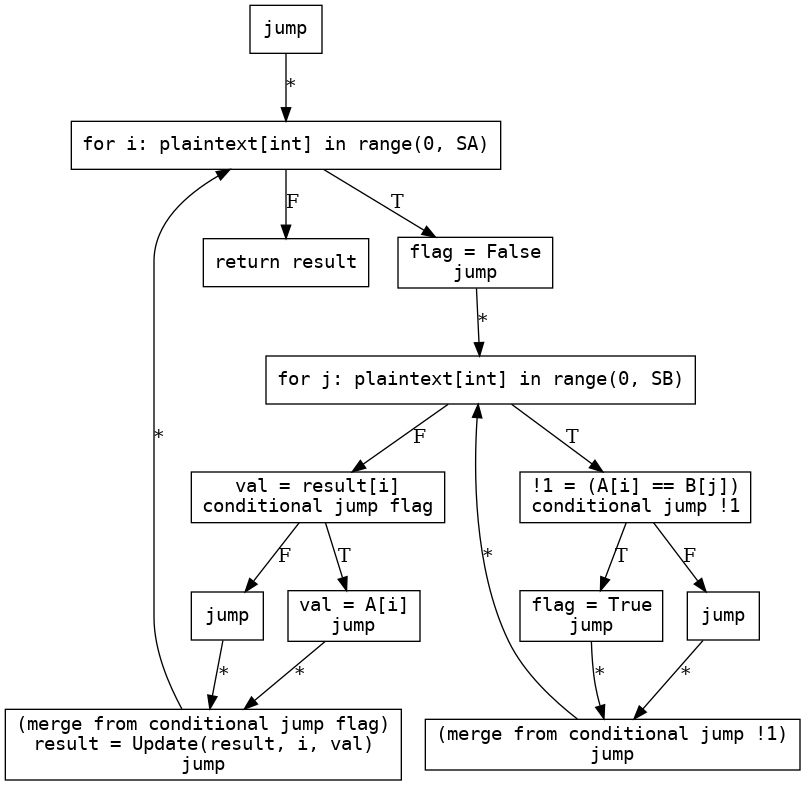 jump
*
for i: plaintext[int] in range(0, SA)
F
T
return result
flag = False
jump
*
for j: plaintext[int] in range(0, SB)
*
F
T
val = result[i]
conditional jump flag
!1 = (A[i] == B[j])
conditional jump !1
F
T
*
T
F
jump
val = A[i]
jump
flag = True
jump
jump
*
*
*
*
(merge from conditional jump flag)
result = Update(result, i, val)
jump
(merge from conditional jump !1)
jump